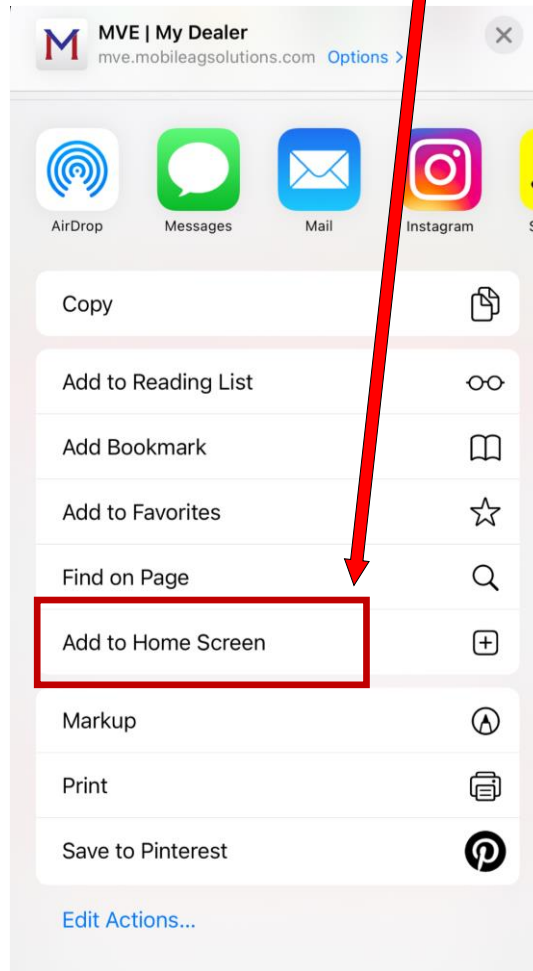 M
MVE | My Dealer
mve.mobileagsolutions.com Options >
AirDrop Messages Mail Instagram S
Copy
Add to Reading List
Add Bookmark
Add to Favorites
Find on Page
Add to Home Screen
Markup
Print
Save to Pinterest
Edit Actions...